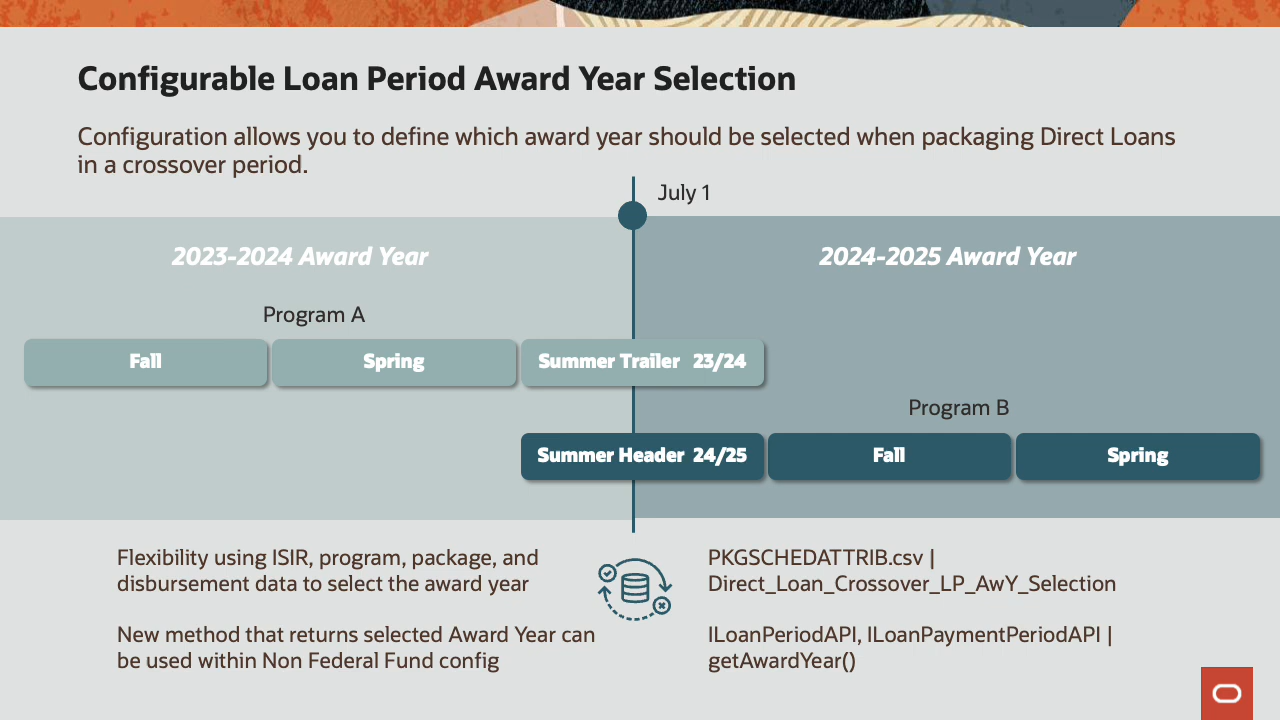 Configurable Loan Period Award Year Selection
Configuration allows you to define which award year should be selected when packaging Direct Loans
in a crossover period.
July 1
2023-2024 Award Year
2024-2025 Award Year
Program A
Fall
Spring
Summer Trailer 23/24
Program B
Summer Header 24/25
Fall
Spring
Flexibility using ISIR, program, package, and
disbursement data to select the award year
New method that returns selected Award Year can
be used within Non Federal Fund config
PKGSCHEDATTRIB.csv |
Direct_Loan_Crossover_LP_AwY_Selection
ILoanPeriodAPI, ILoanPaymentPeriodAPI |
getAwardYear()